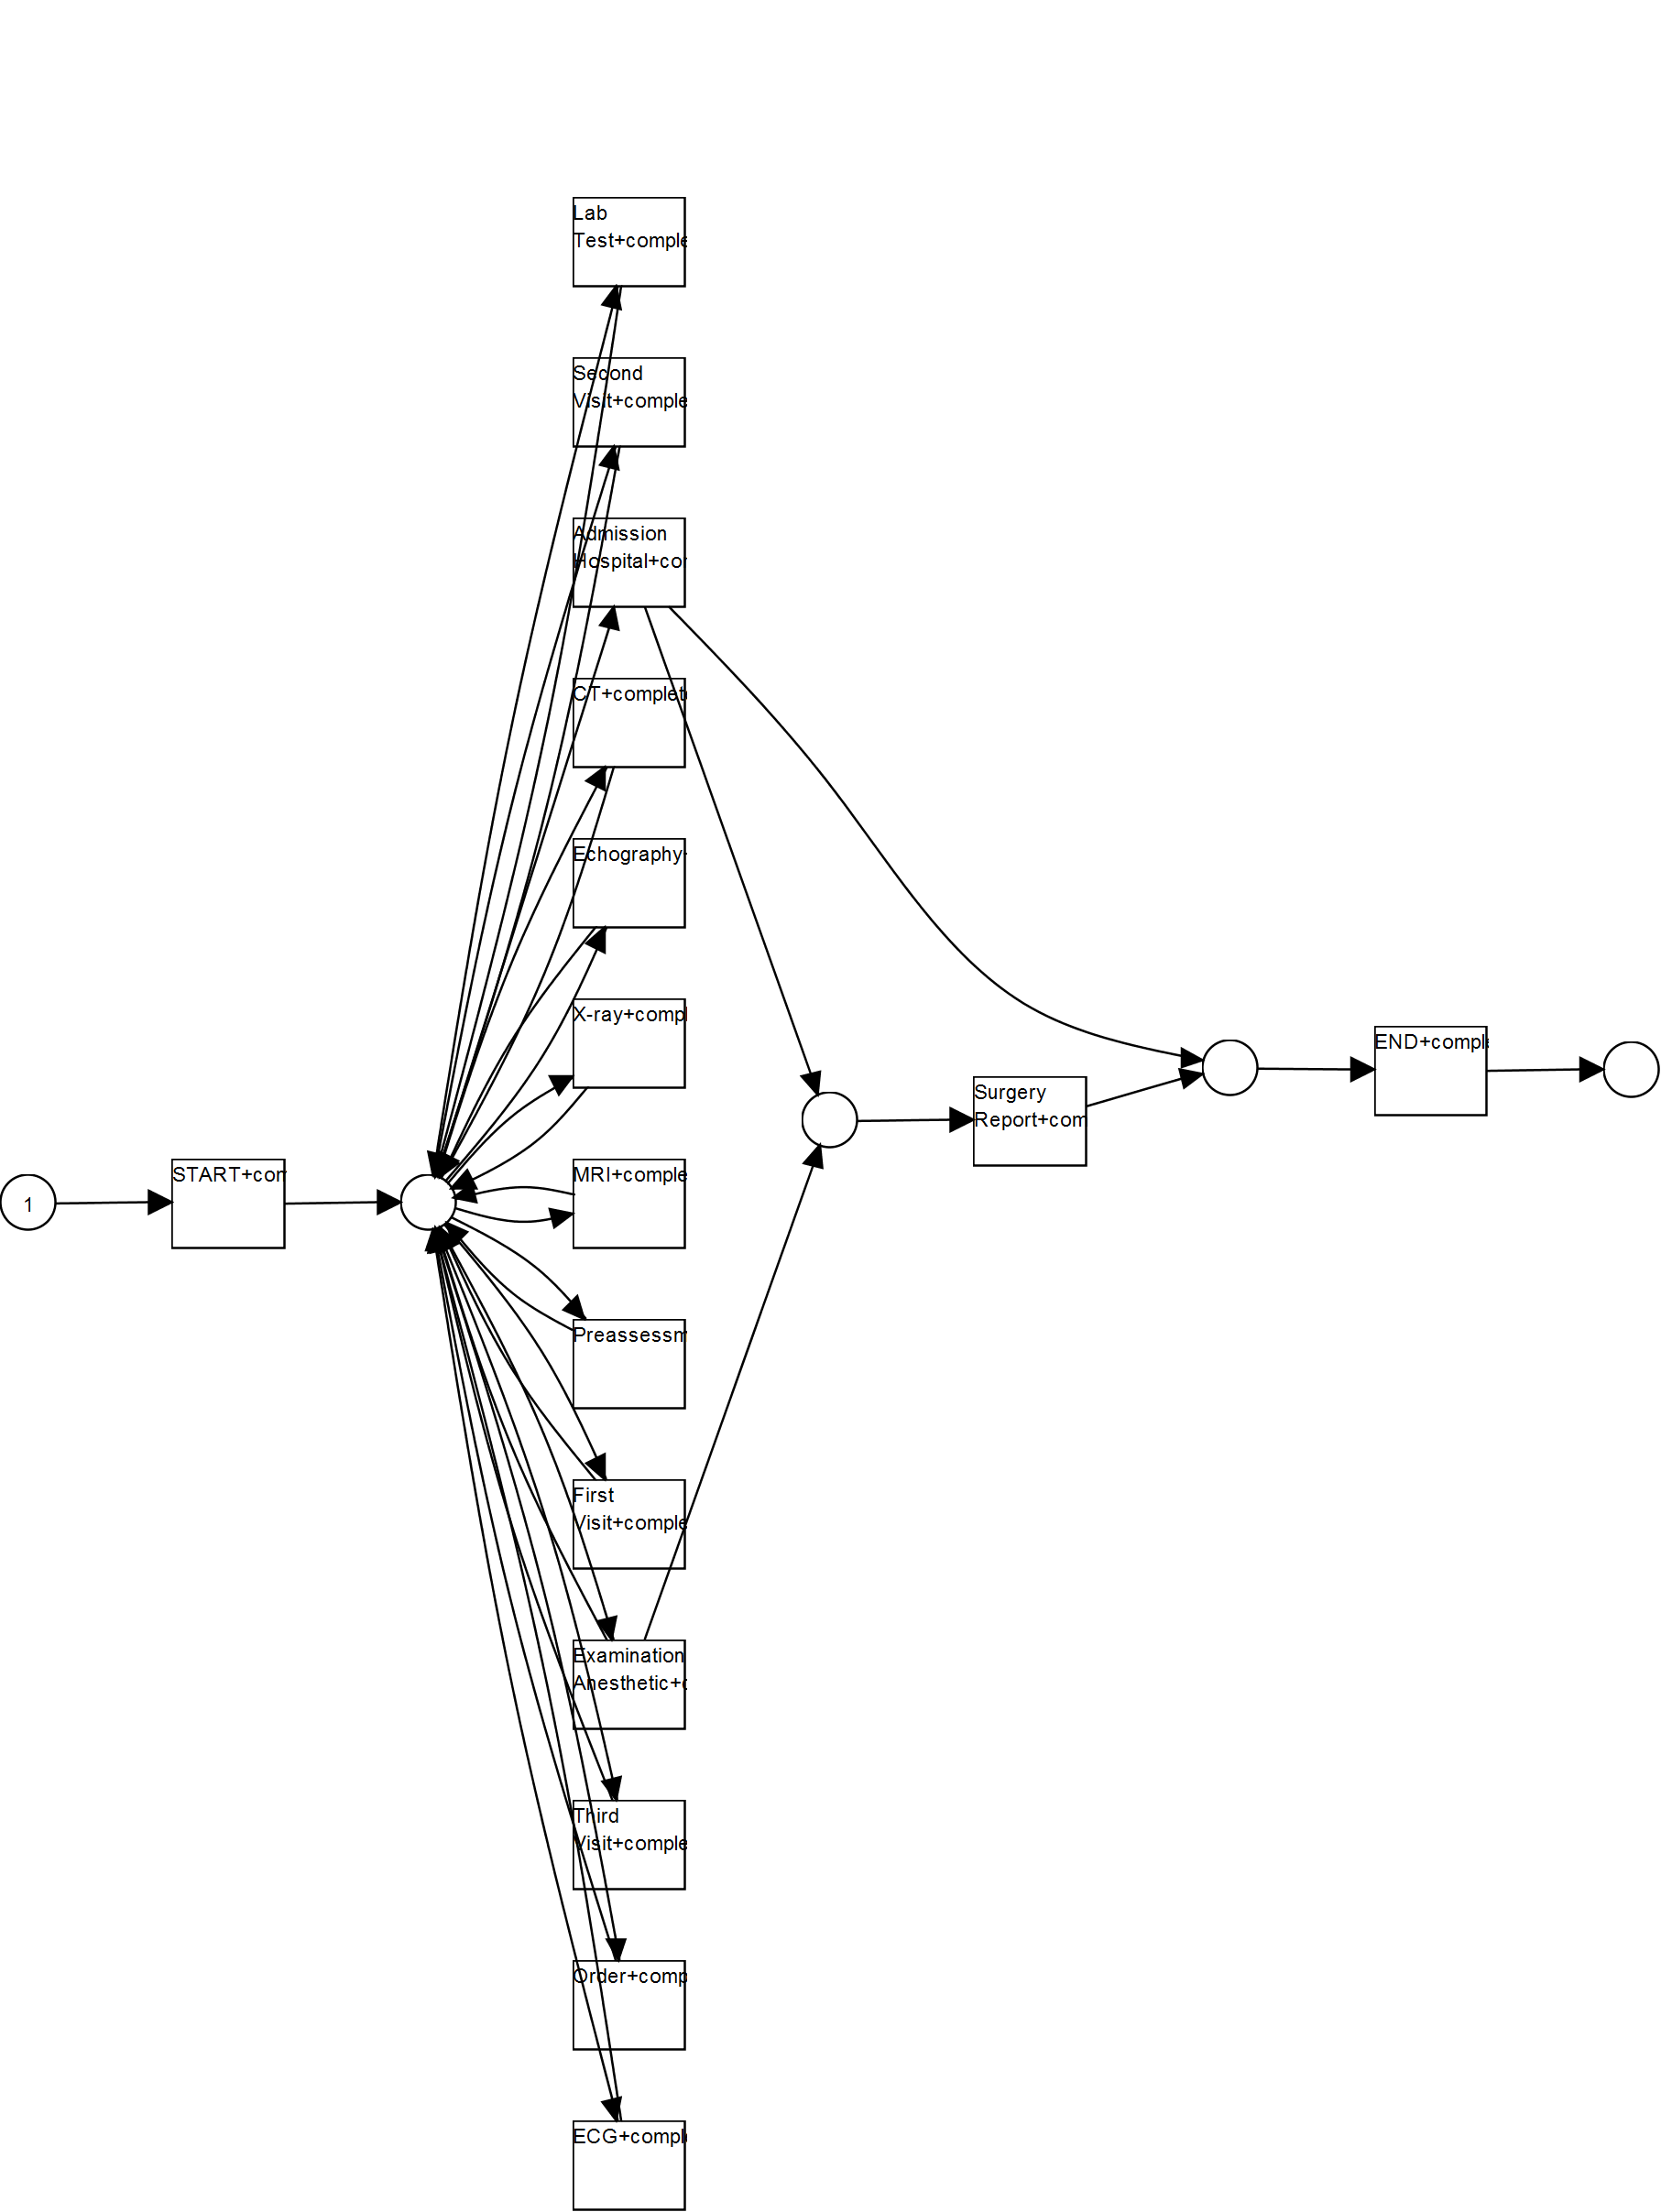 Lab
Test+comple
Second
Visit+comple
Admission
Hospital+cor
CT+complet
Echography
X-ray+compl
MRI+comple
START+com
1
Preassessm
First
Visit+comple
Examination
Anesthetic+c
Third
Visit+comple
Order+comp
ECG+compl
Surgery
Report+com
END+compl